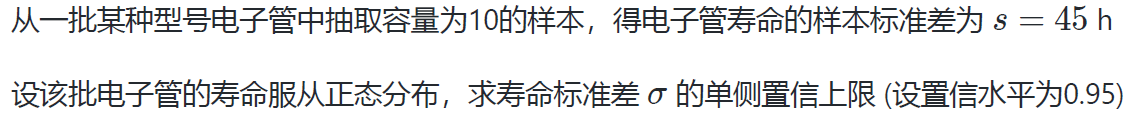 从一批某种型号电子管中抽取容量为10的样本，得电子管寿命的样本标准差为 s = 45 h
设该批电子管的寿命服从正态分布，求寿命标准差 σ 的单侧置信上限 (设置信水平为0.95)